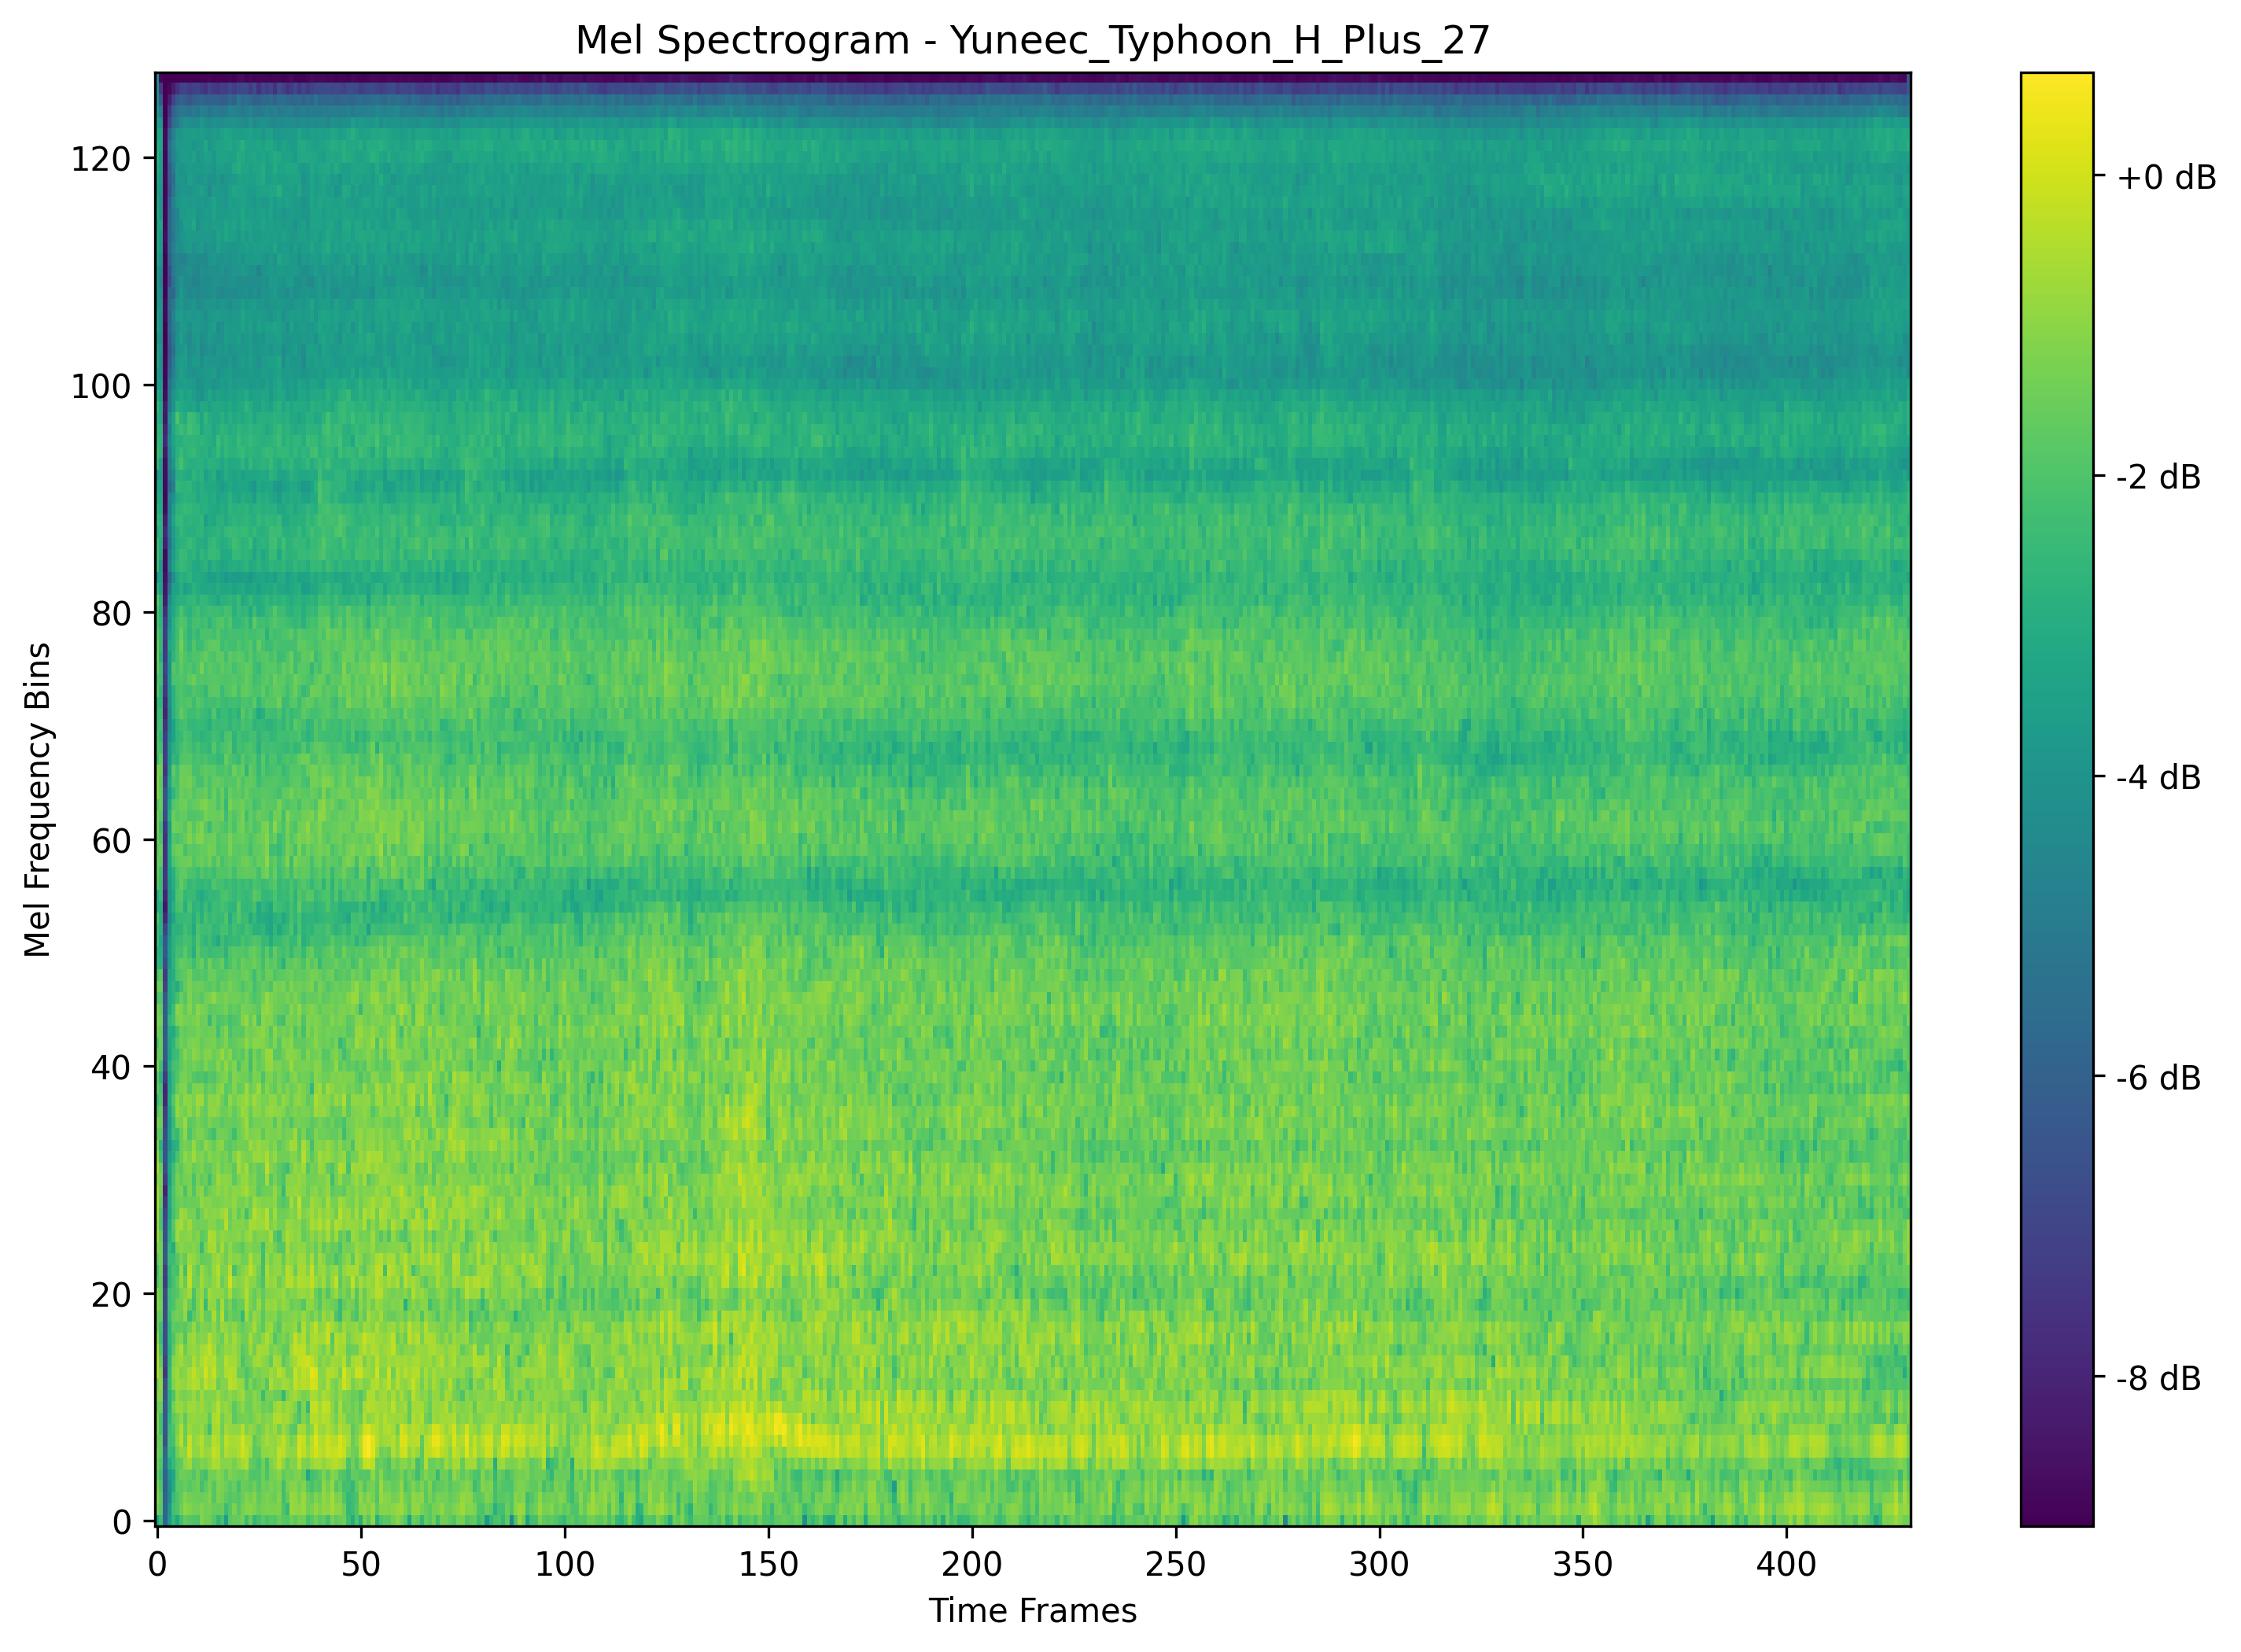 Mel Spectrogram - Yuneec_Typhoon_H_Plus_27
Mel Frequency Bins
120
100
80
60
40
20
0
0 50 100 150 200 250 300 350 400
Time Frames
+0 dB
-2 dB
-4 dB
-6 dB
-8 dB